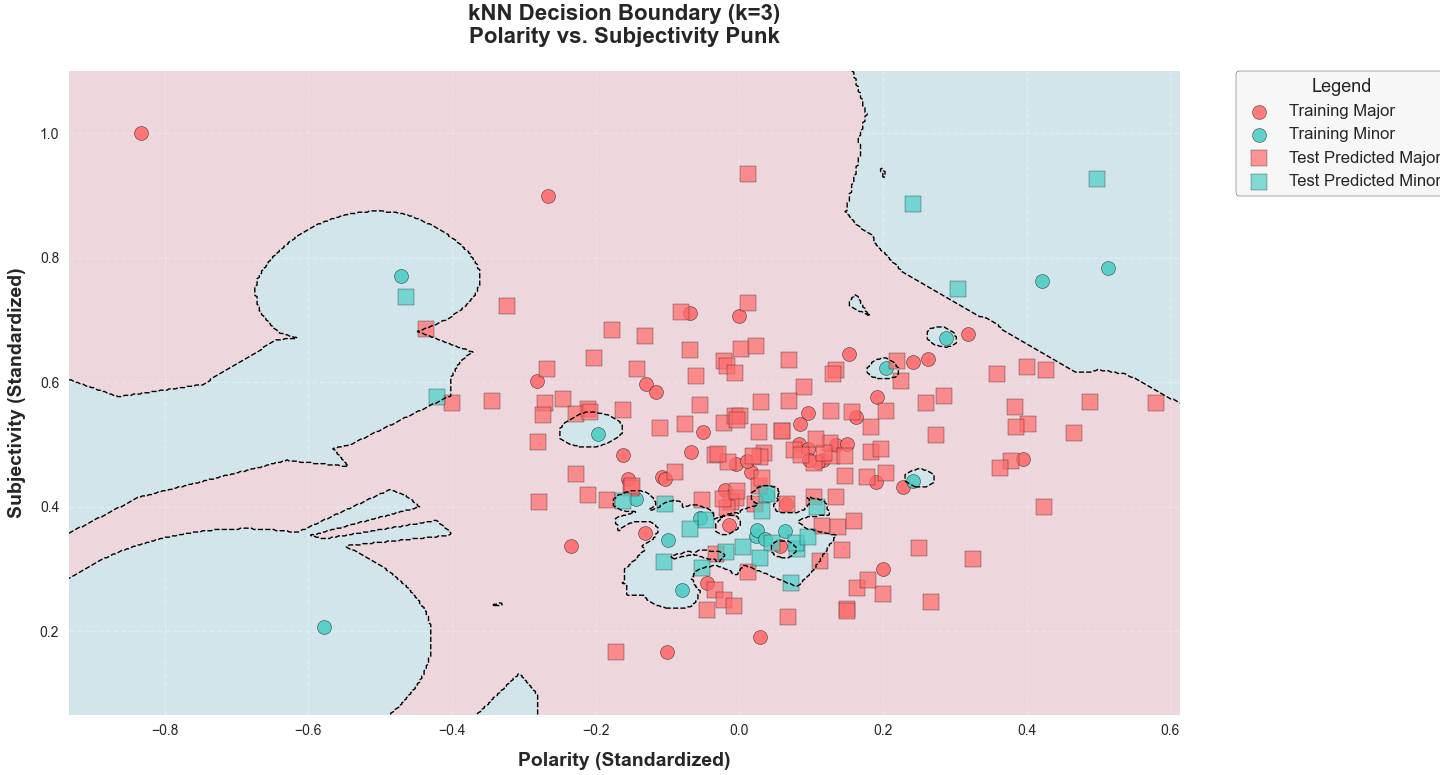 kNN Decision Boundary (k=3)
Polarity vs. Subjectivity Punk
Legend
Training Major
Training Minor
Test Predicted Major
Test Predicted Minor
1.0
0.8
0.6
0.4
0.2
Subjectivity (Standardized)
−0.8
−0.6
−0.4
−0.2
0.0
0.2
0.4
0.6
Polarity (Standardized)